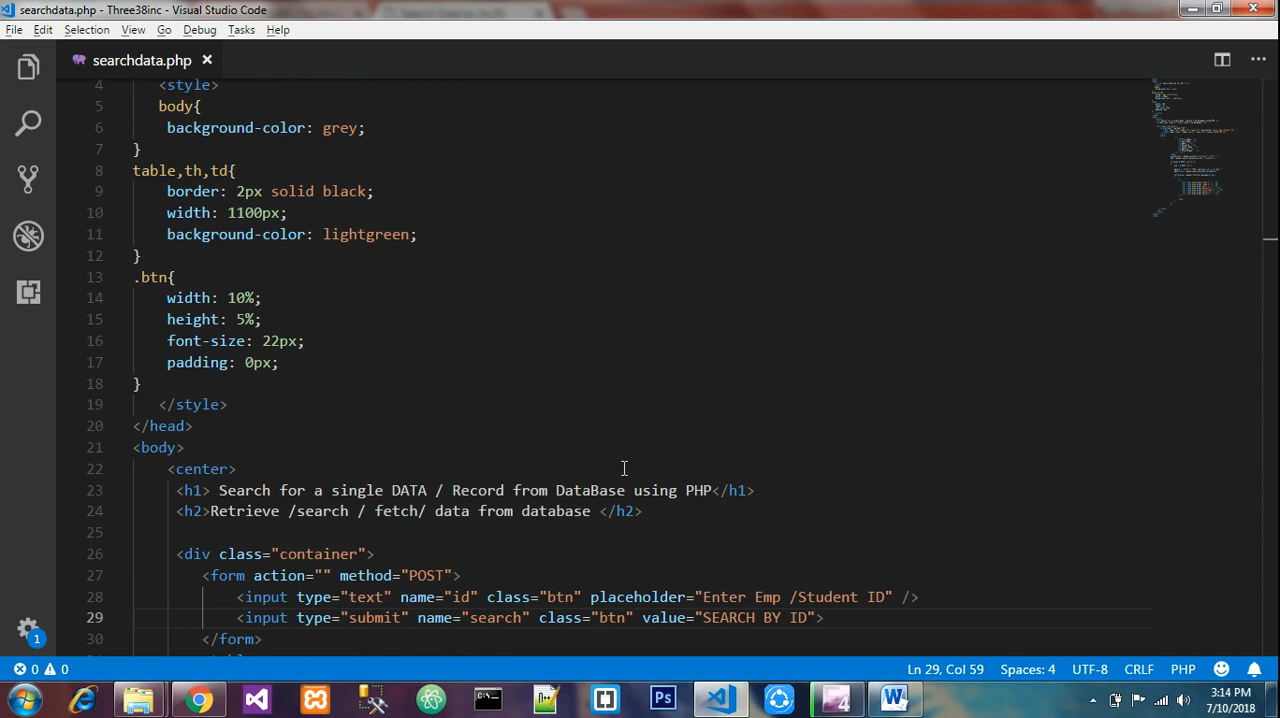 searchdata.php - Three38inc - Visual Studio Code
File Edit Selection View Go Debug Tasks Help
searchdata.php
4 <style>
5 body{
6 background-color: grey;
7 }
8 table,th,td{
9 border: 2px solid black;
10 width: 1100px;
11 background-color: lightgreen;
12 }
13 .btn{
14 width: 10%;
15 height: 5%;
16 font-size: 22px;
17 padding: 0px;
18 }
19 </style>
20 </head>
21 <body>
22 <center>
23 <h1> Search for a single DATA / Record from DataBase using PHP</h1>
24 <h2>Retrieve /search / fetch/ data from database </h2>
25
26 <div class="container">
27 <form action="" method="POST">
28 <input type="text" name="id" class="btn" placeholder="Enter Emp /Student ID" />
29 <input type="submit" name="search" class="btn" value="SEARCH BY ID">
30 </form>
1
0 0 Ln 29, Col 59 Spaces: 4 UTF-8 CRLF PHP
Ps 4 W 3:14 PM
7/10/2018